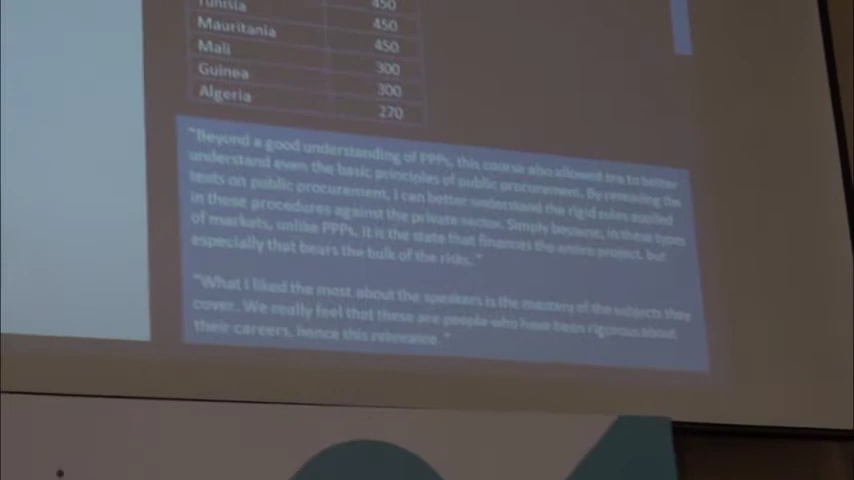 Tunisia 450
Mauritania 450
Mali 450
Guinea 300
Algeria 300
270
"Beyond a good understanding of PPPs, this course also allowed me to better
understand even the basic principles of public procurement. By rereading the
texts on public procurement, I can better understand the rigid rules applied
in these procedures against the private sector. Simply because, in these types
of markets, unlike PPPs, it is the state that finances the entire project, but
especially that bears the bulk of the risks."
"What I liked the most about the speakers is the mastery of the subjects they
cover. We really feel that these are people who have been rigorous about
their careers, hence this relevance."